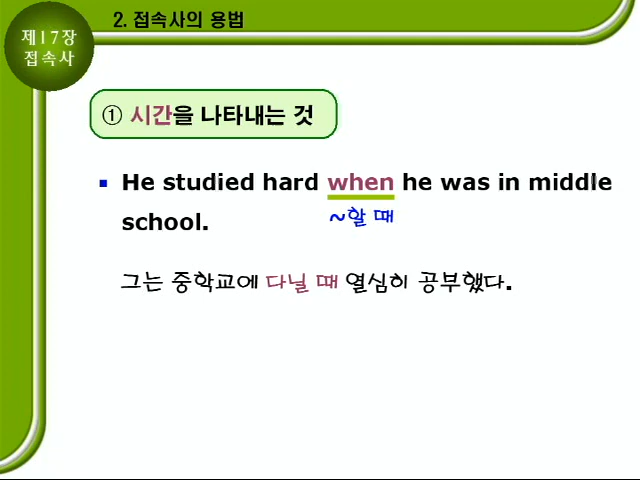 2. 접속사의 용법
제17장
접속사
① 시간을 나타내는 것
▪ He studied hard when he was in middle
school.
~할 때
그는 중학교에 다닐 때 열심히 공부했다.